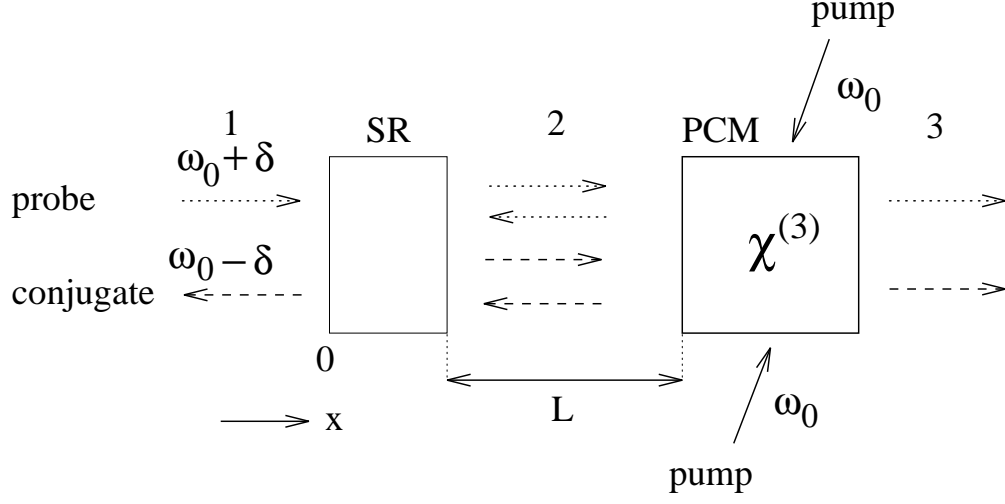 pump
ω₀
1 SR 2 PCM 3
ω₀ + δ
probe
χ⁽³⁾
ω₀ − δ
conjugate
0
L
ω₀
x
pump